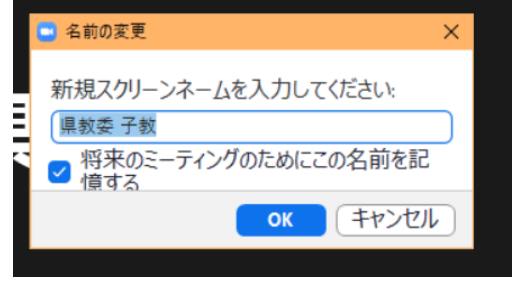 名前の変更
新規スクリーンネームを入力してください:
県教委 子教
将来のミーティングのためにこの名前を記
憶する
OK キャンセル